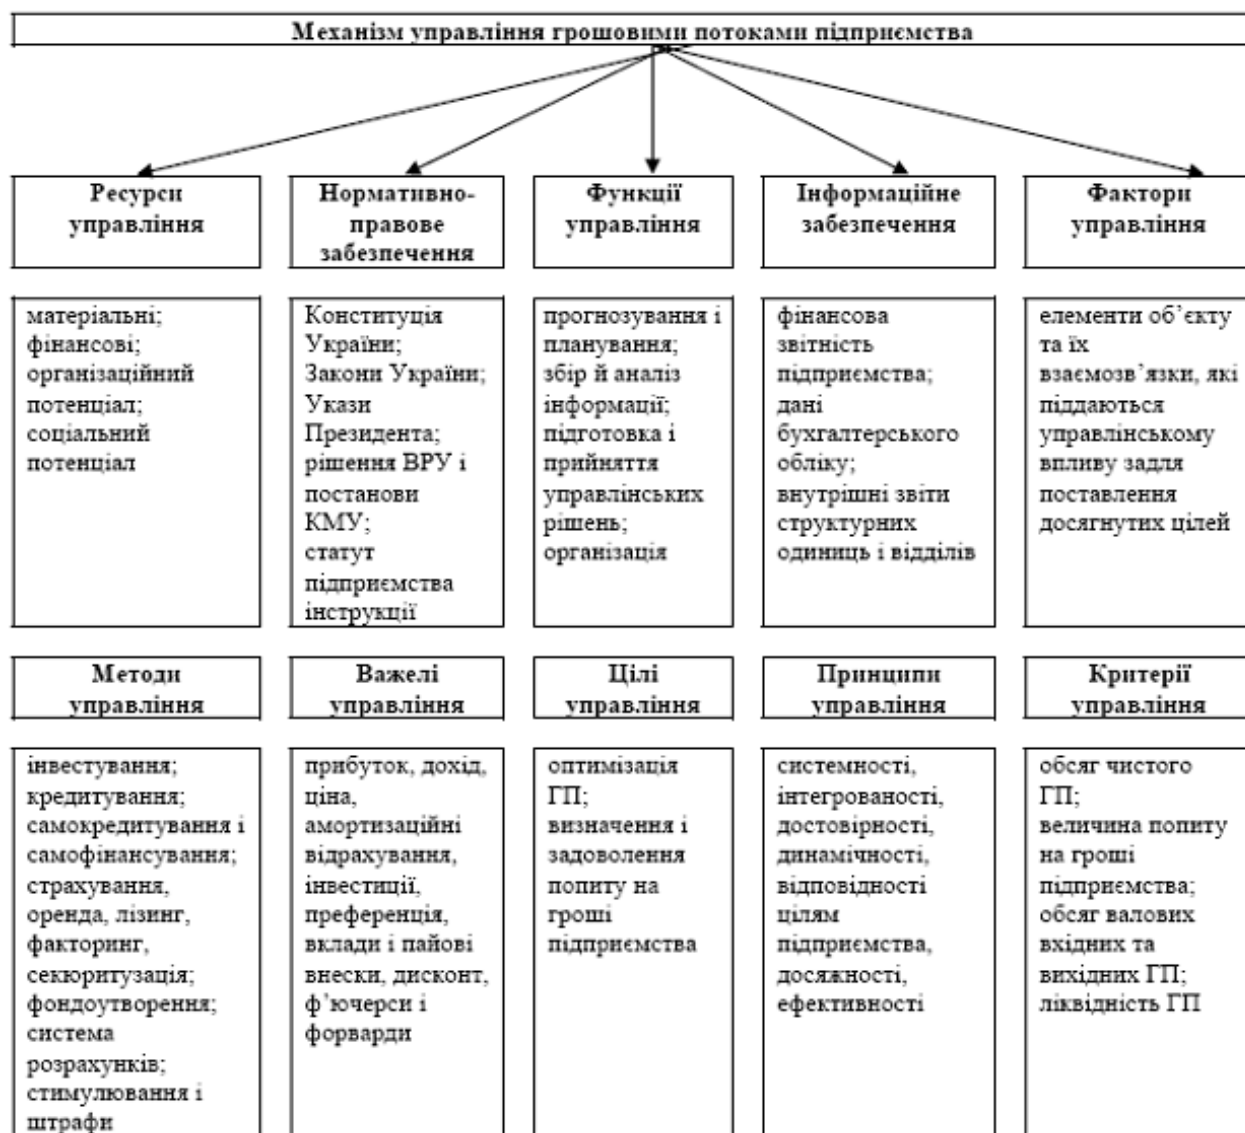 Механізм управління грошовими потоками підприємства
Ресурси
управління
Нормативно-
правове
забезпечення
Функції
управління
Інформаційне
забезпечення
Фактори
управління
матеріальні;
фінансові;
організаційний
потенціал;
соціальний
потенціал
Конституція
України;
Закони України;
Укази
Президента;
рішення ВРУ і
постанови
КМУ;
статут
підприємства
інструкції
прогнозування і
планування;
збір й аналіз
інформації;
підготовка і
прийняття
управлінських
рішень;
організація
фінансова
звітність
підприємства;
дані
бухгалтерського
обліку;
внутрішні звіти
структурних
одиниць і відділів
елементи об’єкту
та їх
взаємозв’язки, які
піддаються
управлінському
впливу задля
поставлення
досягнутих цілей
Методи
управління
Важелі
управління
Цілі
управління
Принципи
управління
Критерії
управління
інвестування;
кредитування;
самокредитування і
самофінансування;
страхування,
оренда, лізинг,
факторинг,
секюритузація;
фондоутворення;
система
розрахунків;
стимулювання і
штрафи
прибуток, дохід,
ціна,
амортизаційні
відрахування,
інвестиції,
преференція,
вклади і пайові
внески, дисконт,
ф’ючерси і
форварди
оптимізація
ГП;
визначення і
задоволення
попиту на
гроші
підприємства
системності,
інтегрованості,
достовірності,
динамічності,
відповідності
цілям
підприємства,
досяжності,
ефективності
обсяг чистого
ГП;
величина попиту
на гроші
підприємства;
обсяг валових
вхідних та
вихідних ГП;
ліквідність ГП